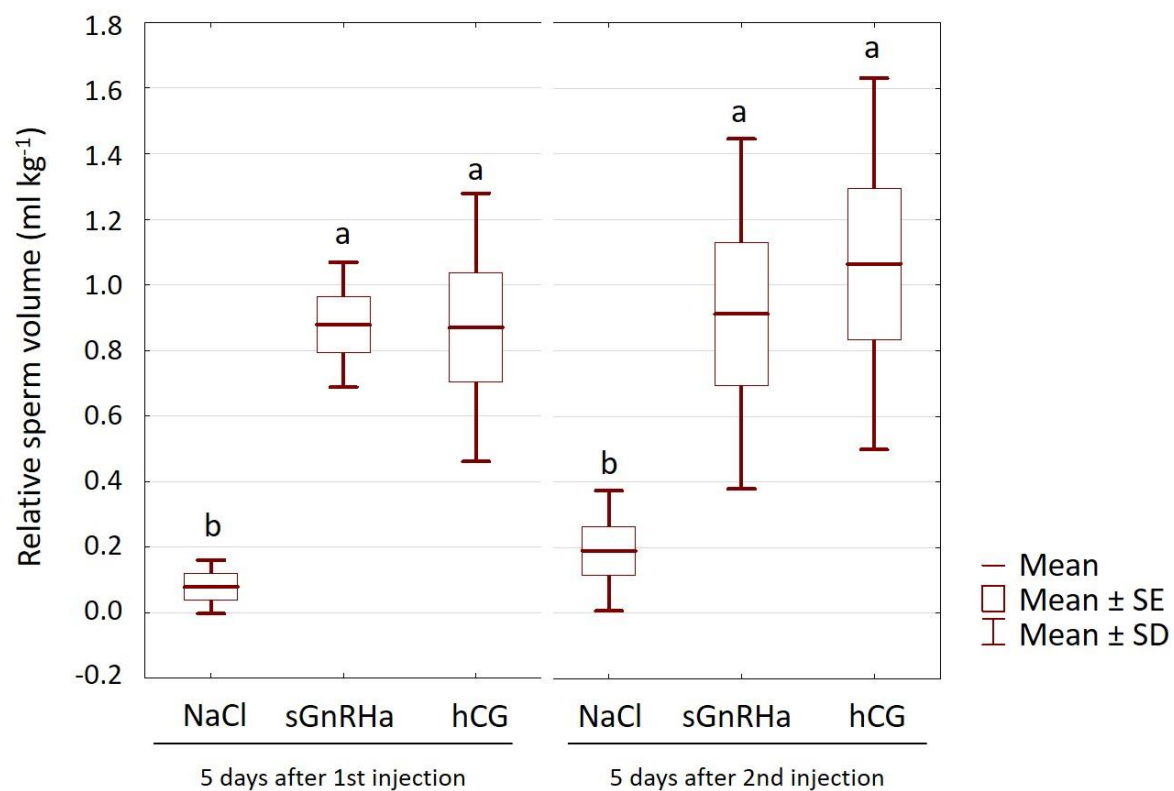 Relative sperm volume (ml kg⁻¹)
1.8
1.6
1.4
1.2
1.0
0.8
0.6
0.4
0.2
0.0
-0.2
b
a
a
b
a
a
NaCl
sGnRHa
hCG
NaCl
sGnRHa
hCG
5 days after 1st injection
5 days after 2nd injection
Mean
Mean ± SE
Mean ± SD